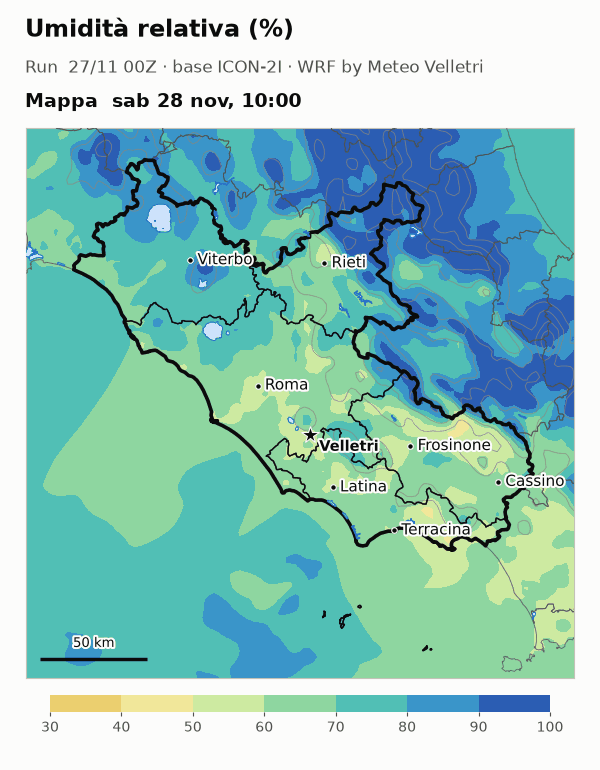 Umidità relativa (%)
Run 27/11 00Z · base ICON-2I · WRF by Meteo Velletri
Mappa sab 28 nov, 10:00
Viterbo
Rieti
Roma
Velletri
Frosinone
Cassino
Latina
Terracina
50 km
30 40 50 60 70 80 90 100